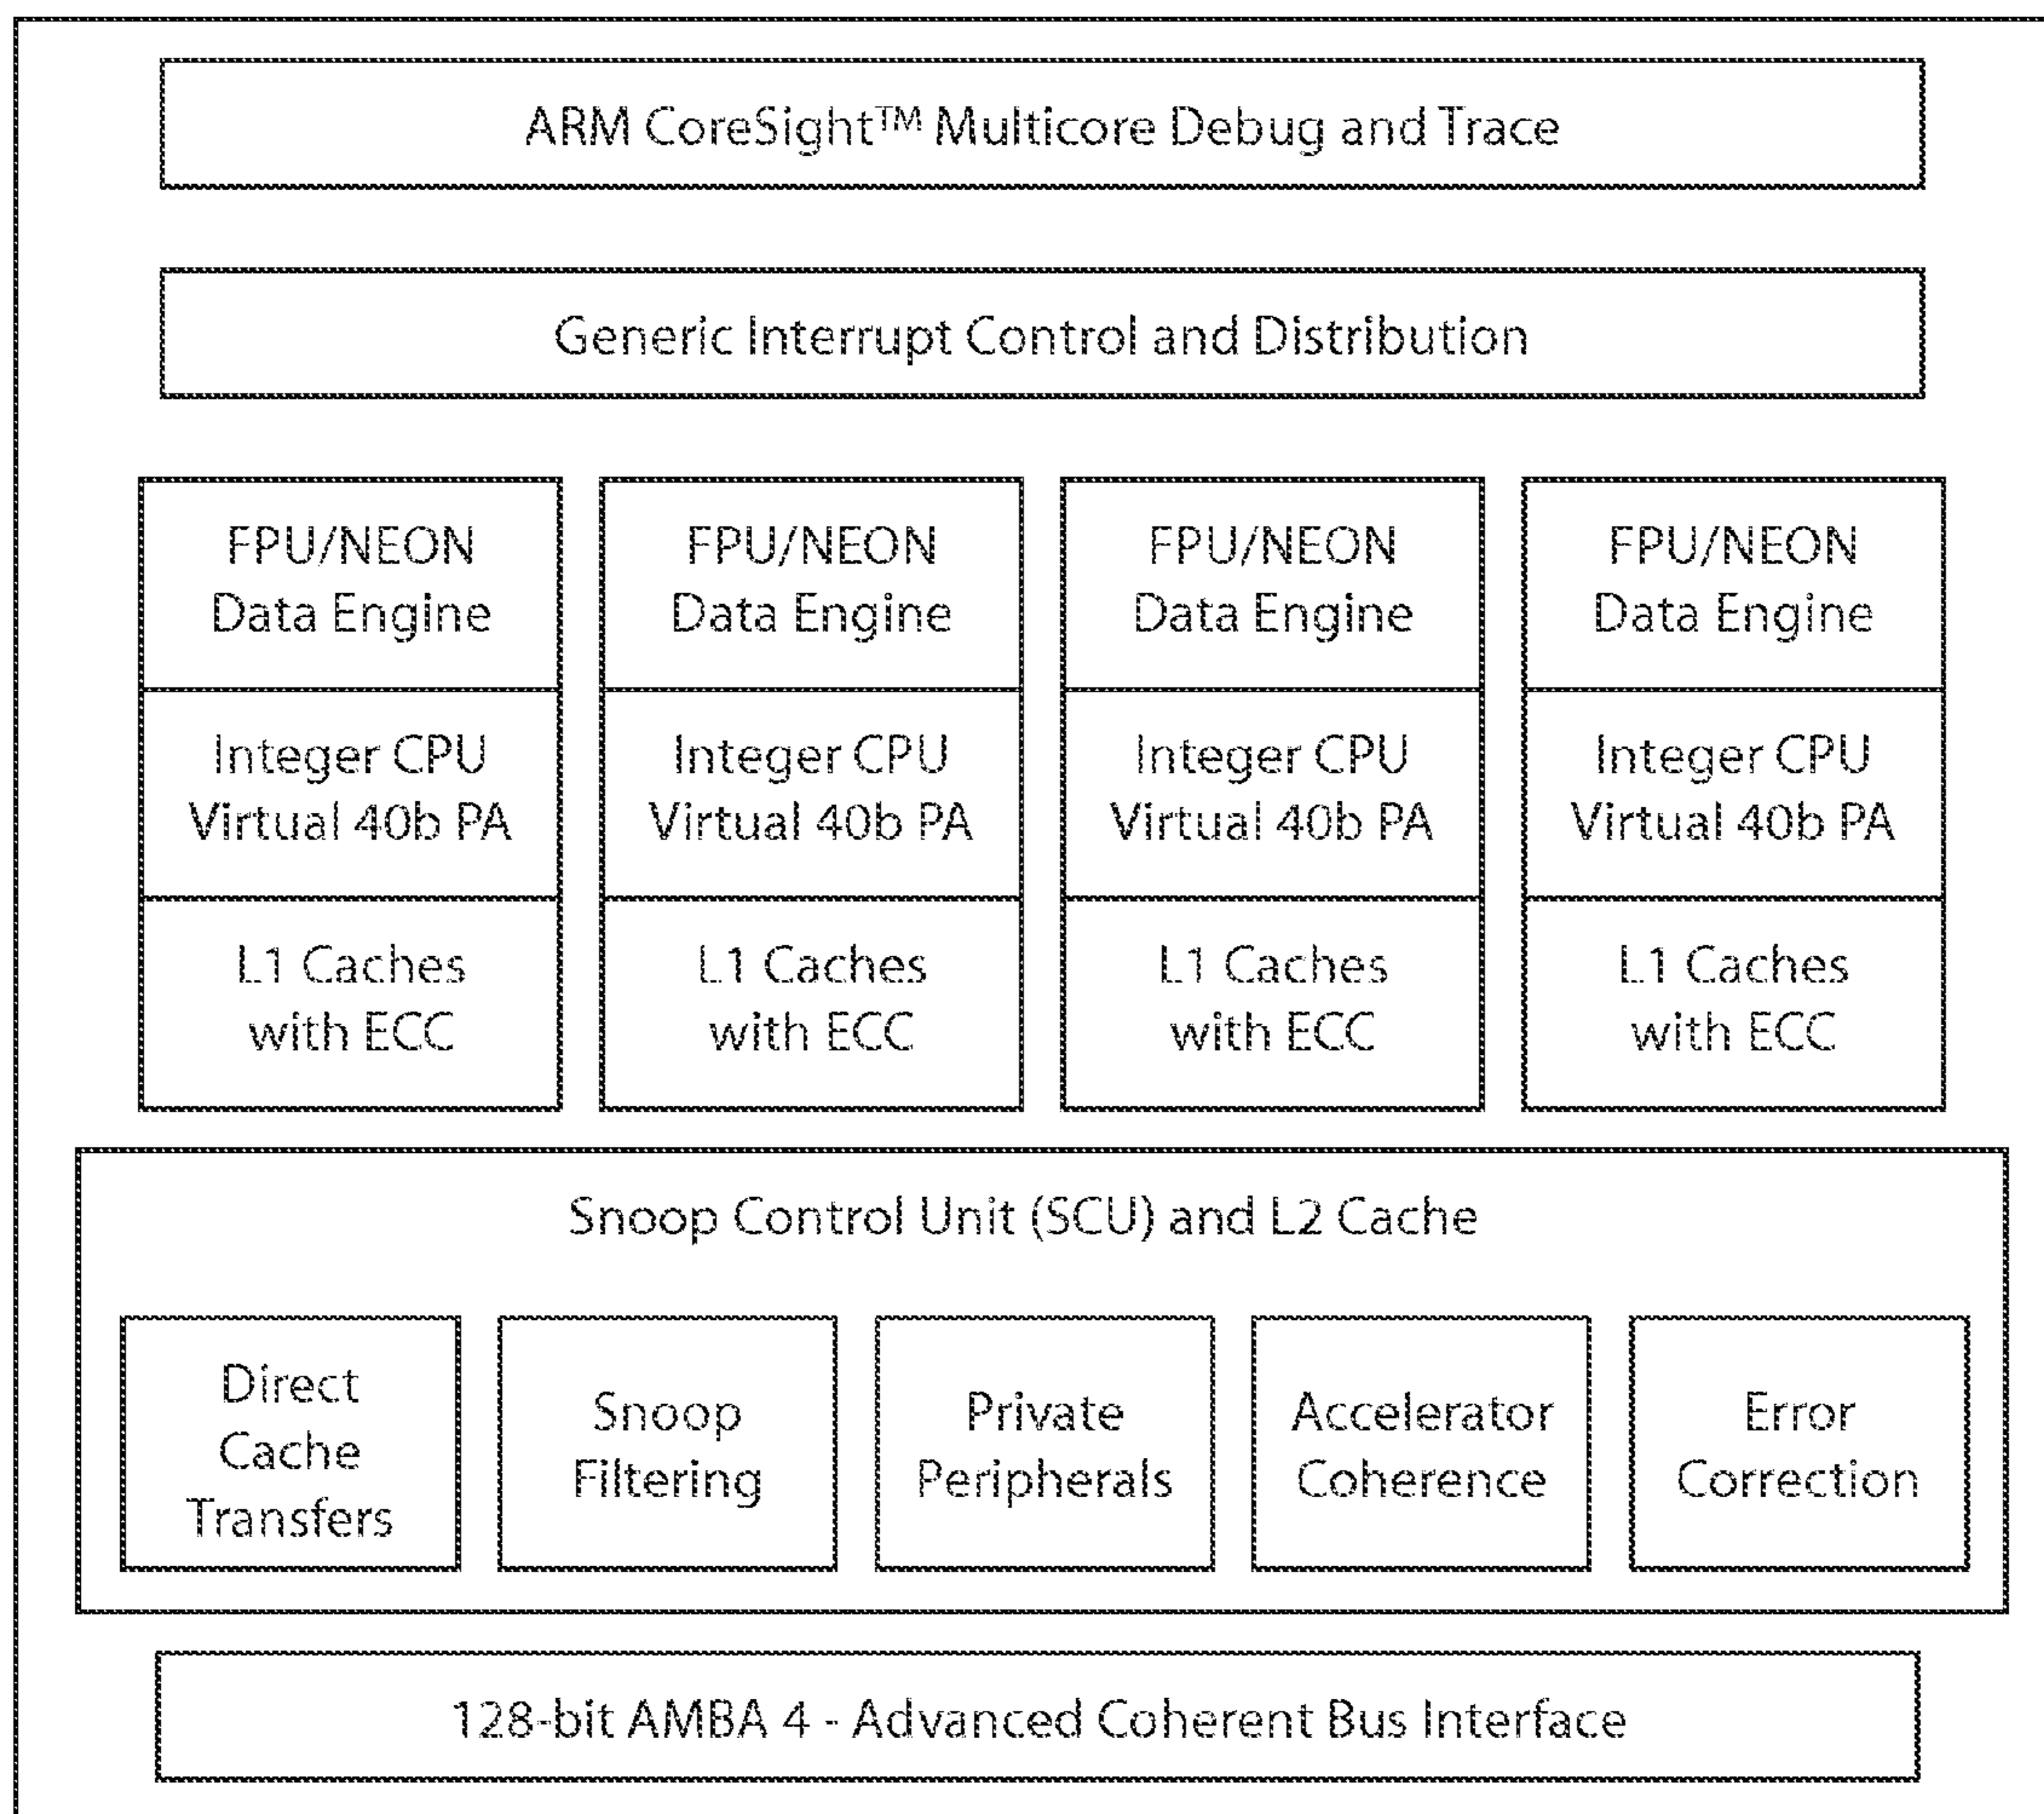 ARM CoreSight™ Multicore Debug and Trace
Generic Interrupt Control and Distribution
FPU/NEON
Data Engine
Integer CPU
Virtual 40b PA
L1 Caches
with ECC
FPU/NEON
Data Engine
Integer CPU
Virtual 40b PA
L1 Caches
with ECC
FPU/NEON
Data Engine
Integer CPU
Virtual 40b PA
L1 Caches
with ECC
FPU/NEON
Data Engine
Integer CPU
Virtual 40b PA
L1 Caches
with ECC
Snoop Control Unit (SCU) and L2 Cache
Direct
Cache
Transfers
Snoop
Filtering
Private
Peripherals
Accelerator
Coherence
Error
Correction
128-bit AMBA 4 - Advanced Coherent Bus Interface